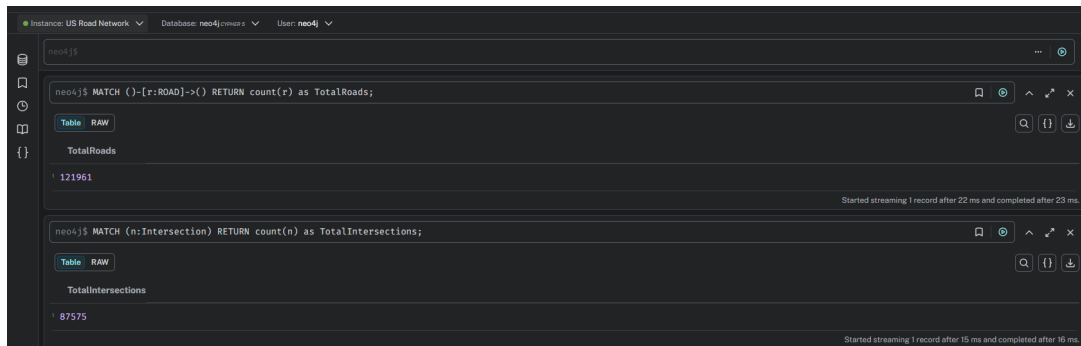 Instance: US Road Network Database: neo4j CYPHER 5 User: neo4j
neo4j$
neo4j$ MATCH ()-[r:ROAD]->() RETURN count(r) as TotalRoads;
Table RAW
TotalRoads
1 121961
Started streaming 1 record after 22 ms and completed after 23 ms.
neo4j$ MATCH (n:Intersection) RETURN count(n) as TotalIntersections;
Table RAW
TotalIntersections
1 87575
Started streaming 1 record after 15 ms and completed after 16 ms.